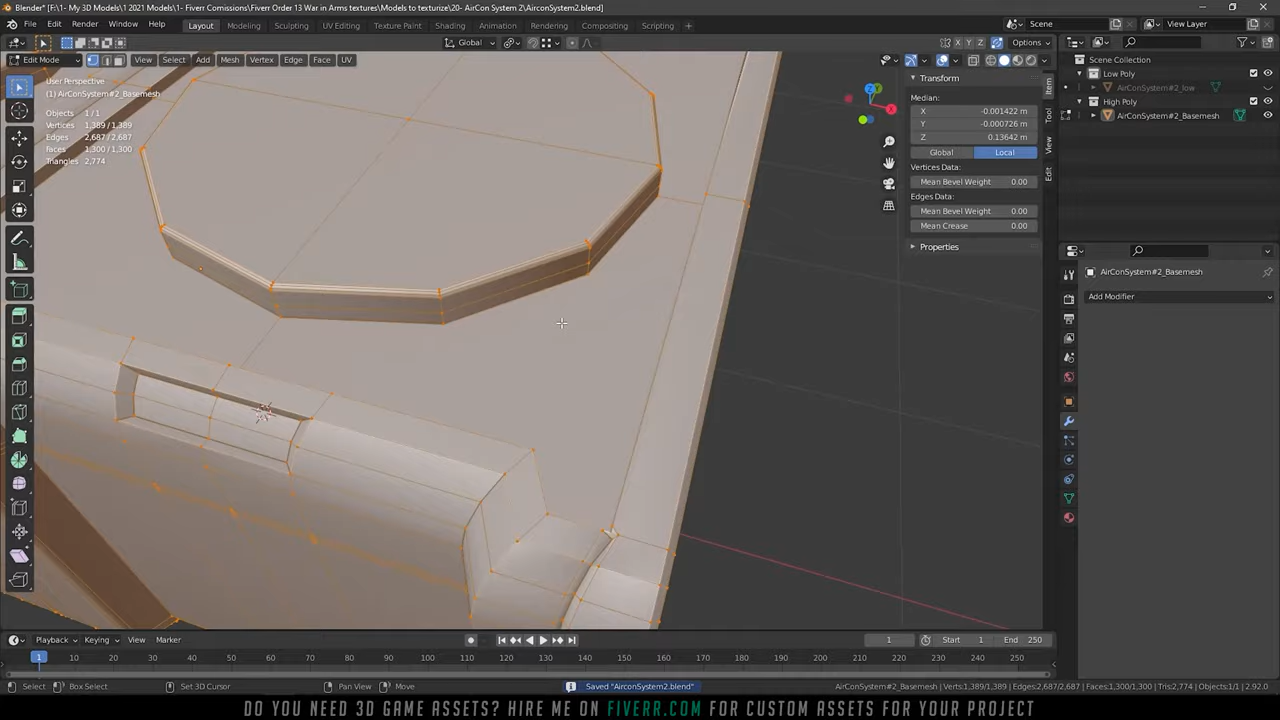 Blender* [F:\1- My 3D Models\1 2021 Models\1- Fiverr Comissions\Fiverr Order 13 War in Arms textures\Models to texturize\20- AirCon System 2\AirconSystem2.blend]
File Edit Render Window Help Layout Modeling Sculpting UV Editing Texture Paint Shading Animation Rendering Compositing Scripting + Scene View Layer
Global X Y Z Options
Edit Mode View Select Add Mesh Vertex Edge Face UV
Scene Collection
Low Poly
AirConSystem#2_low
High Poly
AirConSystem#2_Basemesh
User Perspective
(1) AirConSystem#2_Basemesh
Objects 1/1
Vertices 1,389/1,389
Edges 2,687/2,687
Faces 1,300/1,300
Triangles 2,774
Z
X
Transform
Median:
X -0.001422 m
Y -0.000726 m
Z 0.13642 m
Global Local
Vertices Data:
Mean Bevel Weight 0.00
Edges Data:
Mean Bevel Weight 0.00
Mean Crease 0.00
Properties
Item
Tool
View
Edit
AirConSystem#2_Basemesh
Add Modifier
Playback Keying View Marker 1 Start 1 End 250
1 10 20 30 40 50 60 70 80 90 100 110 120 130 140 150 160 170 180 190 200 210 220 230 240 250
Select Box Select Set 3D Cursor Pan View Move Saved "AirconSystem2.blend" AirConSystem#2_Basemesh | Verts:1,389/1,389 | Edges:2,687/2,687 | Faces:1,300/1,300 | Tris:2,774 | Objects:1/1 | 2.92.0
DO YOU NEED 3D GAME ASSETS? HIRE ME ON FIVERR.COM FOR CUSTOM ASSETS FOR YOUR PROJECT